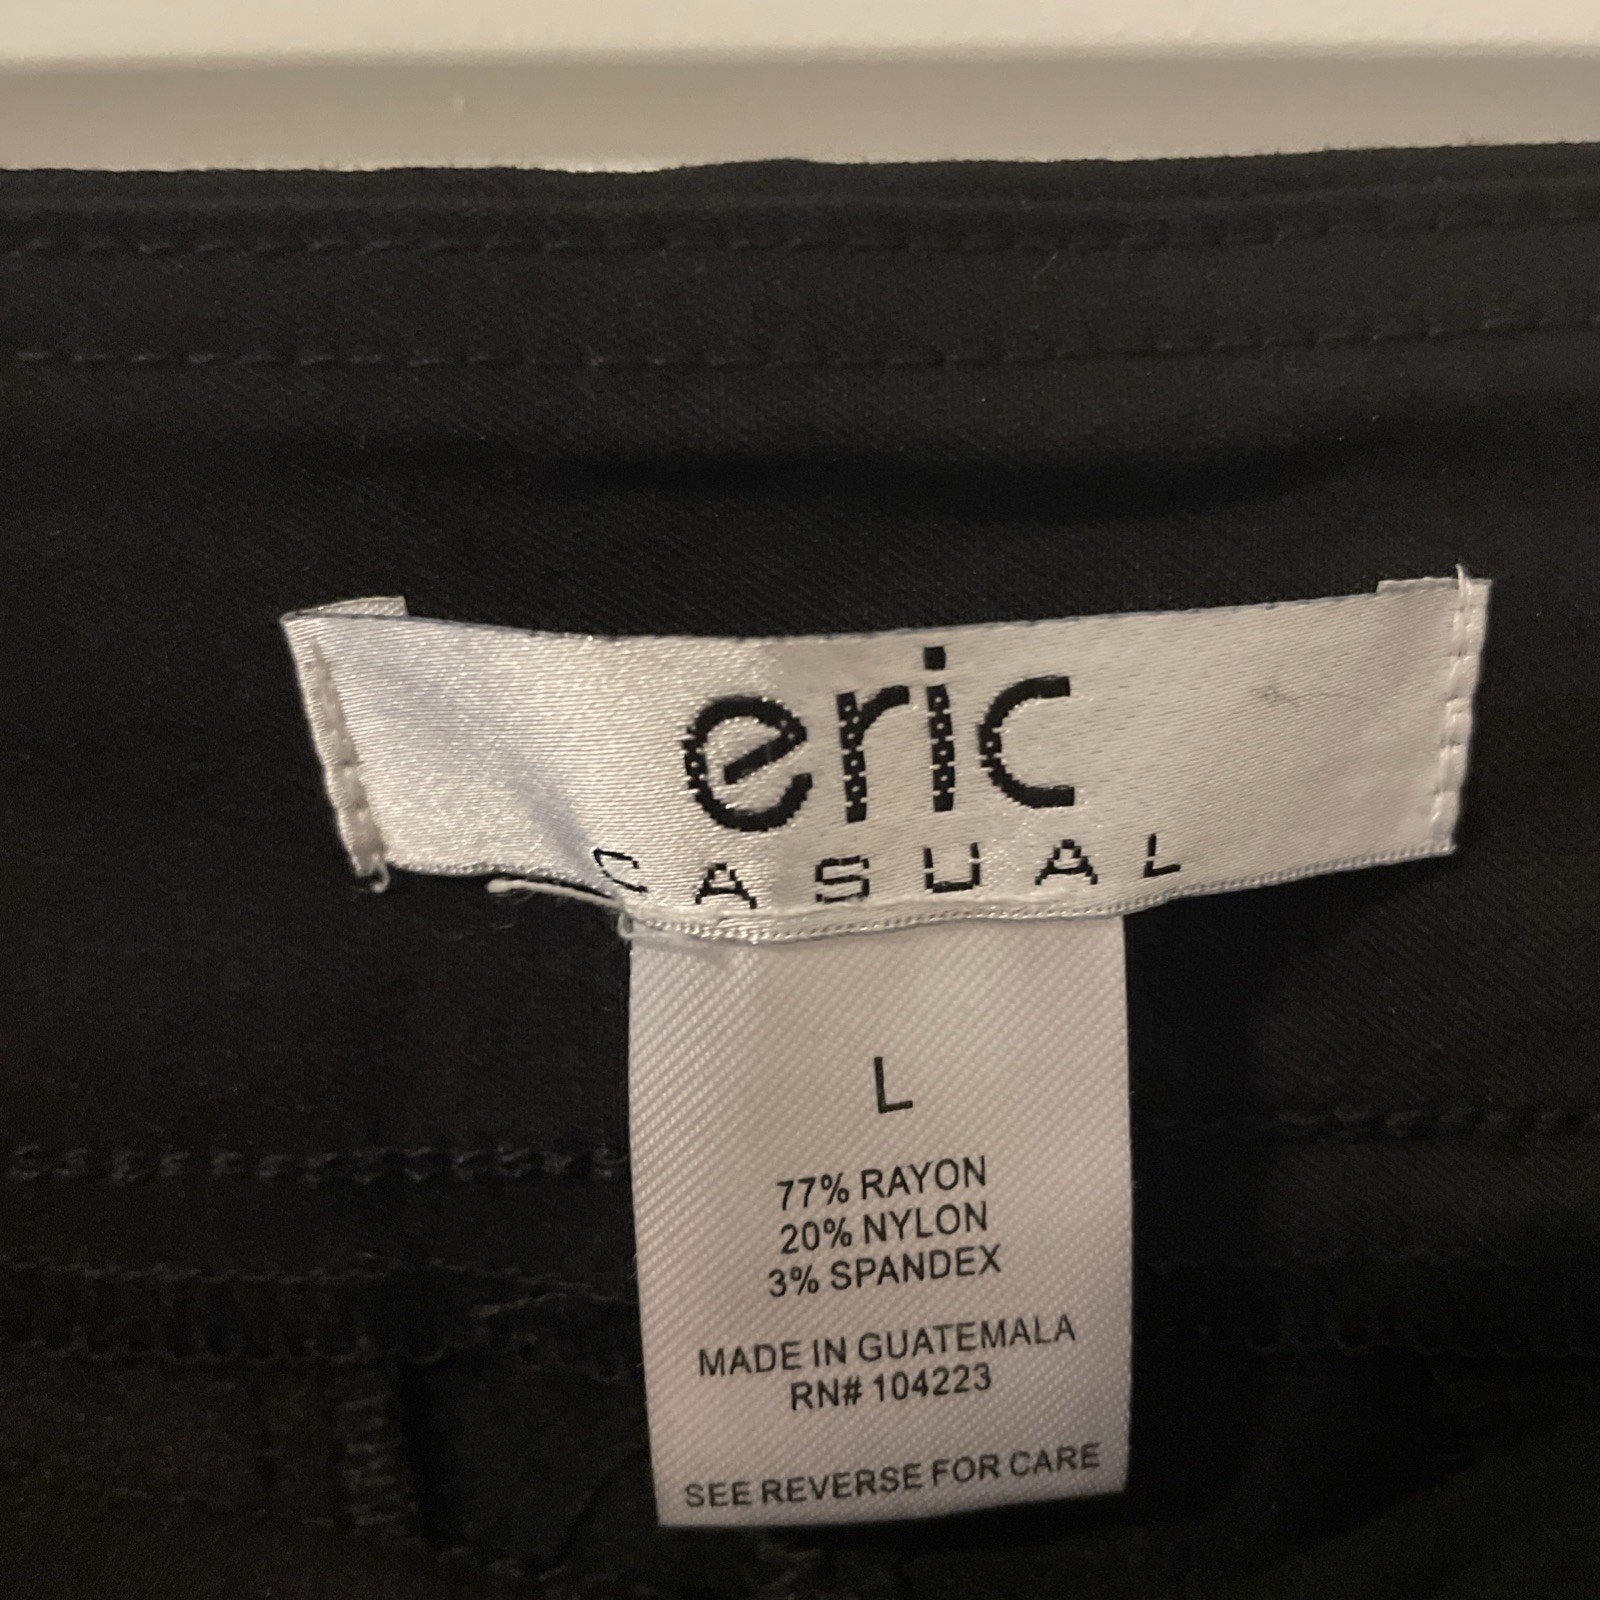 eric
CASUAL
L
77% RAYON
20% NYLON
3% SPANDEX
MADE IN GUATEMALA
RN# 104223
SEE REVERSE FOR CARE